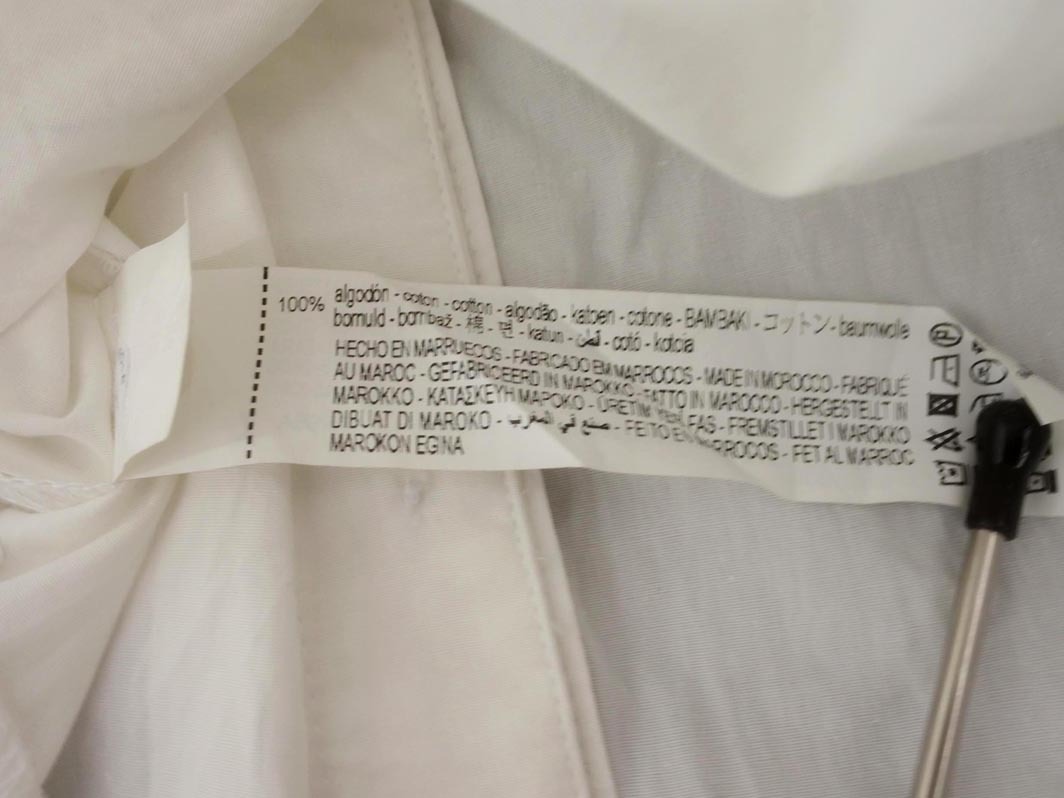 100% algodón - coton - cotton - algodão - katoen - cotone - BAMBAKI - コットン - baumwolle
bomuld - bombaž - 棉 - 면 - katun - قطن - cotó - kotoia
HECHO EN MARRUECOS - FABRICADO EM MARROCOS - MADE IN MOROCCO - FABRIQUÉ
AU MAROC - GEFABRICEERD IN MAROKKO - FATTO IN MAROCCO - HERGESTELLT IN
MAROKKO - ΚΑΤΑΣΚΕΥΗ ΜΑΡΟΚΟ - ÜRETIM YERI FAS - FREMSTILLET I MAROKKO
DIBUAT DI MAROKO - صنع في المغرب - FEITO EN MARROCOS - FET AL MARROC
MAROKON EGINA